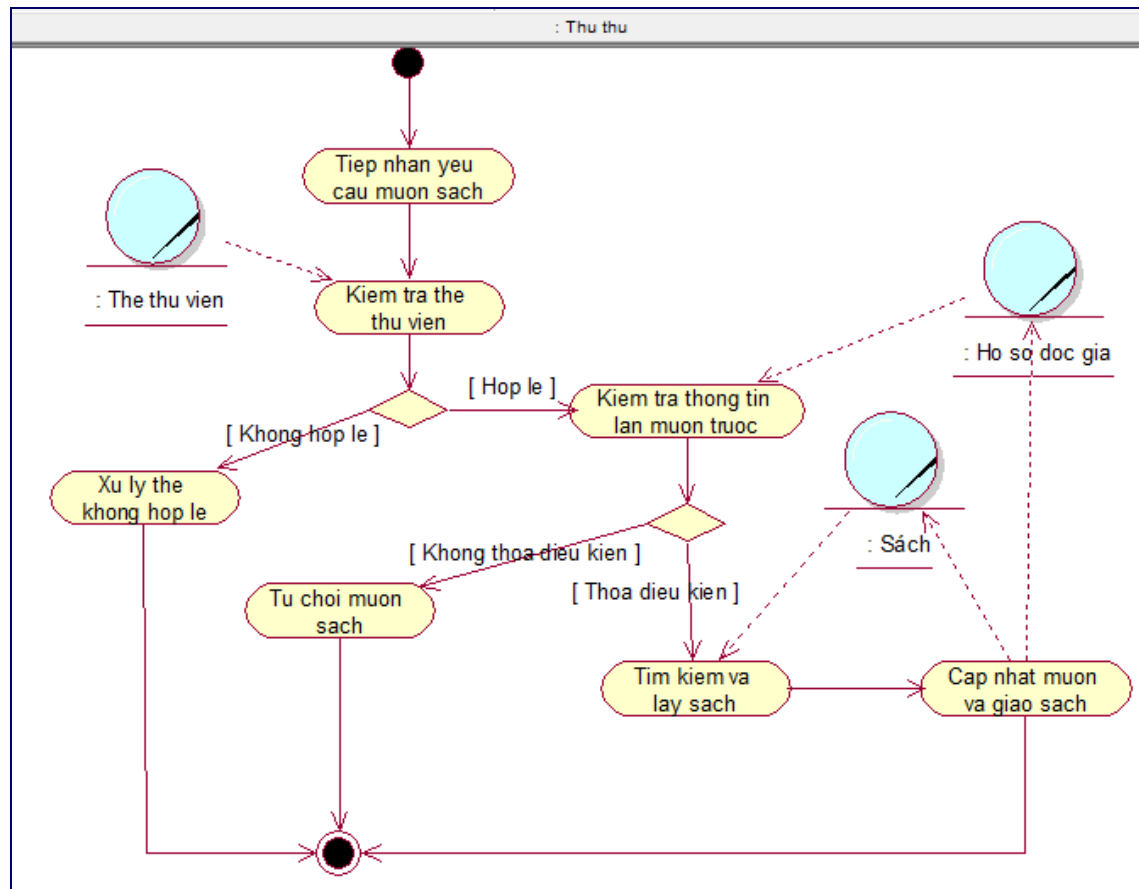 : Thu thu
Tiep nhan yeu
cau muon sach
: The thu vien
Kiem tra the
thu vien
: Ho so doc gia
[ Hop le ]
Kiem tra thong tin
lan muon truoc
[ Khong hop le ]
Xu ly the
khong hop le
: Sách
[ Khong thoa dieu kien ]
[ Thoa dieu kien ]
Tu choi muon
sach
Tim kiem va
lay sach
Cap nhat muon
va giao sach